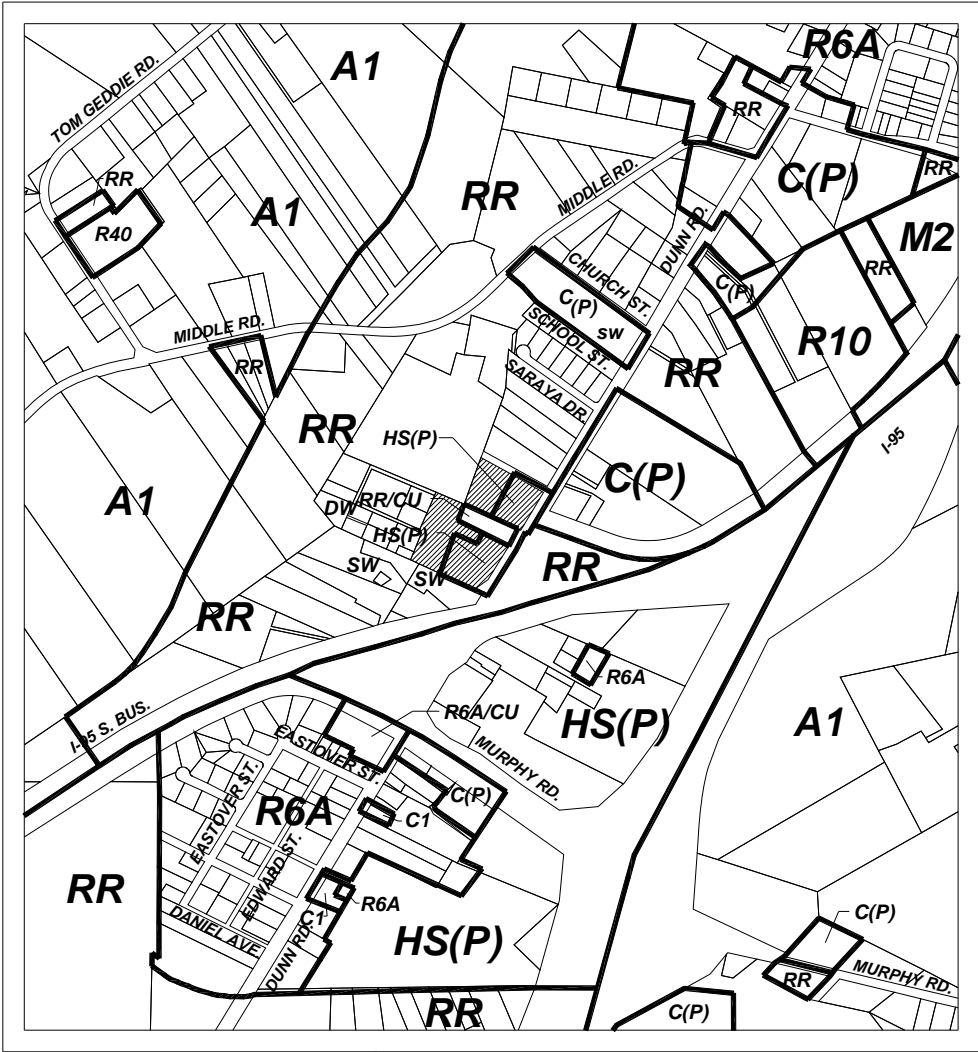 R6A
A1
TOM GEDDIE RD.
RR
C(P)
RR
RR
R40
A1
RR
MIDDLE RD.
DUNN RD.
M2
RR
CHURCH ST.
C(P)
C(P)
sw
SCHOOL ST.
R10
MIDDLE RD.
RR
SARAYA DR.
RR
RR
HS(P)
I-95
C(P)
A1
RR/CU
DW
HS(P)
SW
SW
RR
RR
R6A
I-95 S. BUS.
R6A/CU
HS(P)
A1
EASTOVER ST.
MURPHY RD.
EASTOVER ST.
C(P)
R6A
C1
EDWARD ST.
RR
R6A
C1
C(P)
DANIEL AVE
HS(P)
DUNN RD.
MURPHY RD.
RR
RR
C(P)